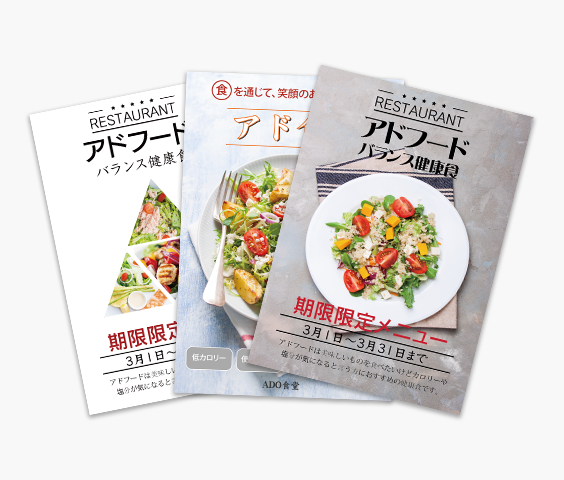 RESTAURANT
アドフード
バランス健康食
期限限定
3月1日〜
アドフードは美味しい
塩分が気になると
食を通じて、笑顔のお
アド
低カロリー
ADO食堂
RESTAURANT
アドフード
バランス健康食
期限限定メニュー
3月1日〜3月31日まで
アドフードは美味しいもの先食べたいけどカロリーや
塩分が気になると言う方におすすめの健康食です。